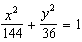 x²/144 + y²/36 = 1